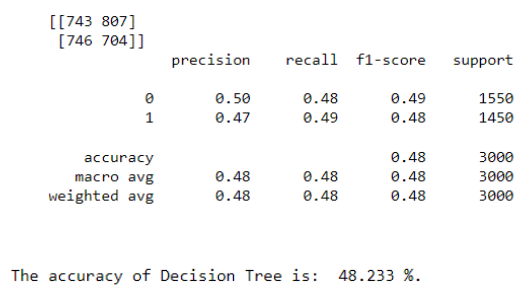 [[743 807]
[746 704]]
precision recall f1-score support
0 0.50 0.48 0.49 1550
1 0.47 0.49 0.48 1450
accuracy 0.48 3000
macro avg 0.48 0.48 0.48 3000
weighted avg 0.48 0.48 0.48 3000
The accuracy of Decision Tree is: 48.233 %.